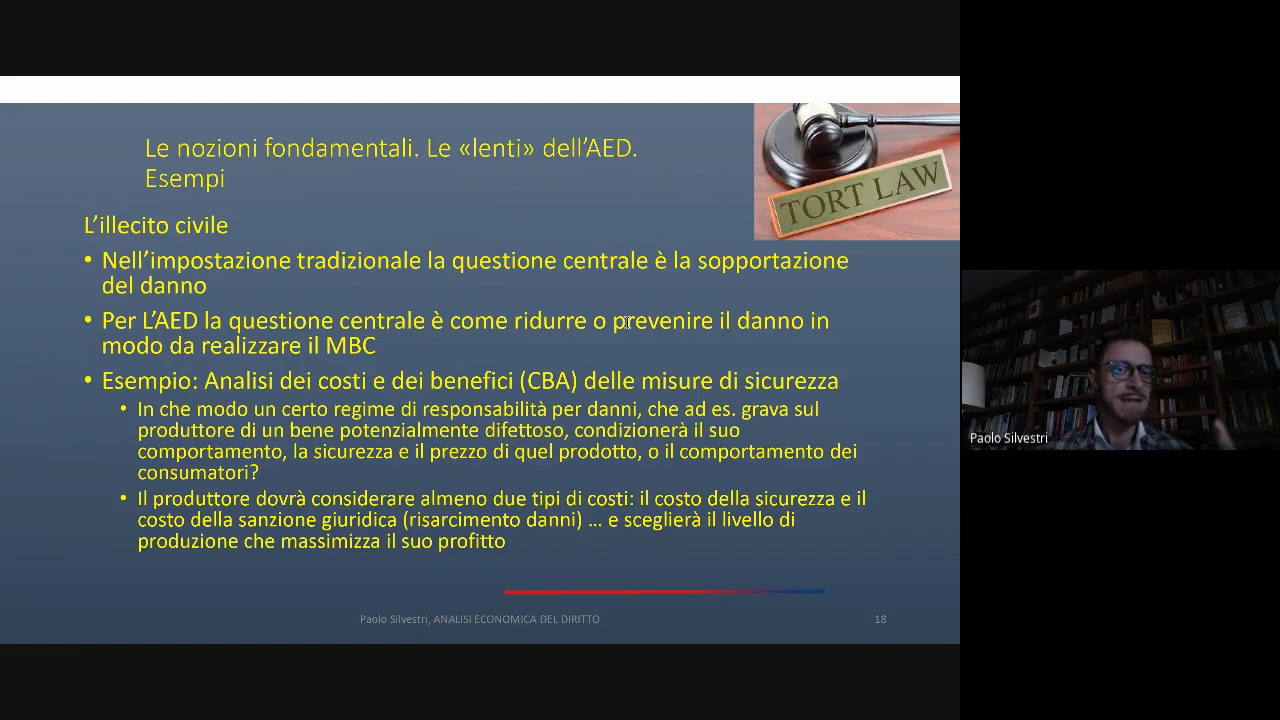 Le nozioni fondamentali. Le «lenti» dell’AED.
Esempi
TORT LAW
L’illecito civile
• Nell’impostazione tradizionale la questione centrale è la sopportazione
del danno
• Per L’AED la questione centrale è come ridurre o prevenire il danno in
modo da realizzare il MBC
• Esempio: Analisi dei costi e dei benefici (CBA) delle misure di sicurezza
• In che modo un certo regime di responsabilità per danni, che ad es. grava sul
produttore di un bene potenzialmente difettoso, condizionerà il suo
comportamento, la sicurezza e il prezzo di quel prodotto, o il comportamento dei
consumatori?
• Il produttore dovrà considerare almeno due tipi di costi: il costo della sicurezza e il
costo della sanzione giuridica (risarcimento danni) … e sceglierà il livello di
produzione che massimizza il suo profitto
Paolo Silvestri, ANALISI ECONOMICA DEL DIRITTO
18
Paolo Silvestri